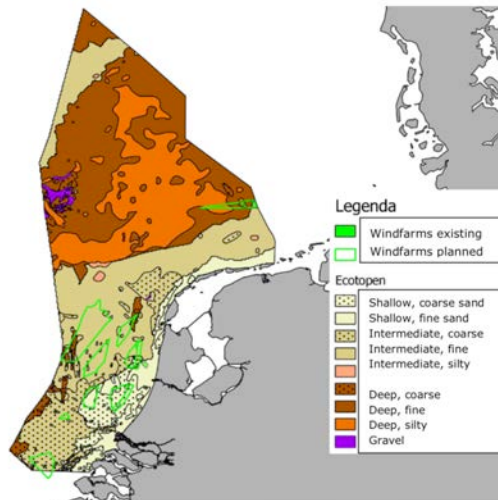 Legenda
Windfarms existing
Windfarms planned
Ecotopen
Shallow, coarse sand
Shallow, fine sand
Intermediate, coarse
Intermediate, fine
Intermediate, silty
Deep, coarse
Deep, fine
Deep, silty
Gravel